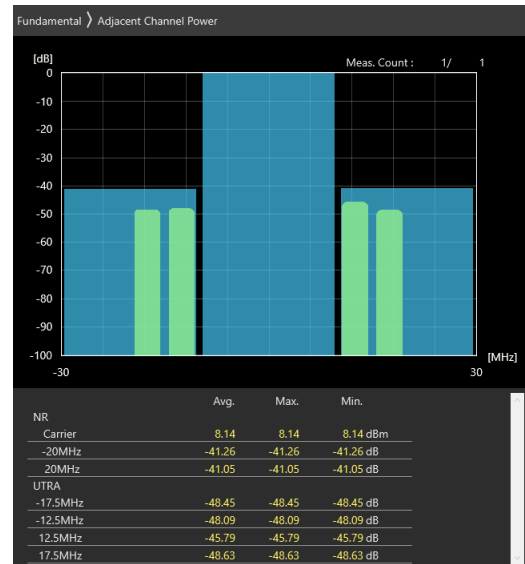 Fundamental 〉 Adjacent Channel Power
[dB]
Meas. Count : 1/ 1
0
-10
-20
-30
-40
-50
-60
-70
-80
-90
-100
[MHz]
-30 30
Avg. Max. Min.
NR
Carrier 8.14 8.14 8.14 dBm
-20MHz -41.26 -41.26 -41.26 dB
20MHz -41.05 -41.05 -41.05 dB
UTRA
-17.5MHz -48.45 -48.45 -48.45 dB
-12.5MHz -48.09 -48.09 -48.09 dB
12.5MHz -45.79 -45.79 -45.79 dB
17.5MHz -48.63 -48.63 -48.63 dB